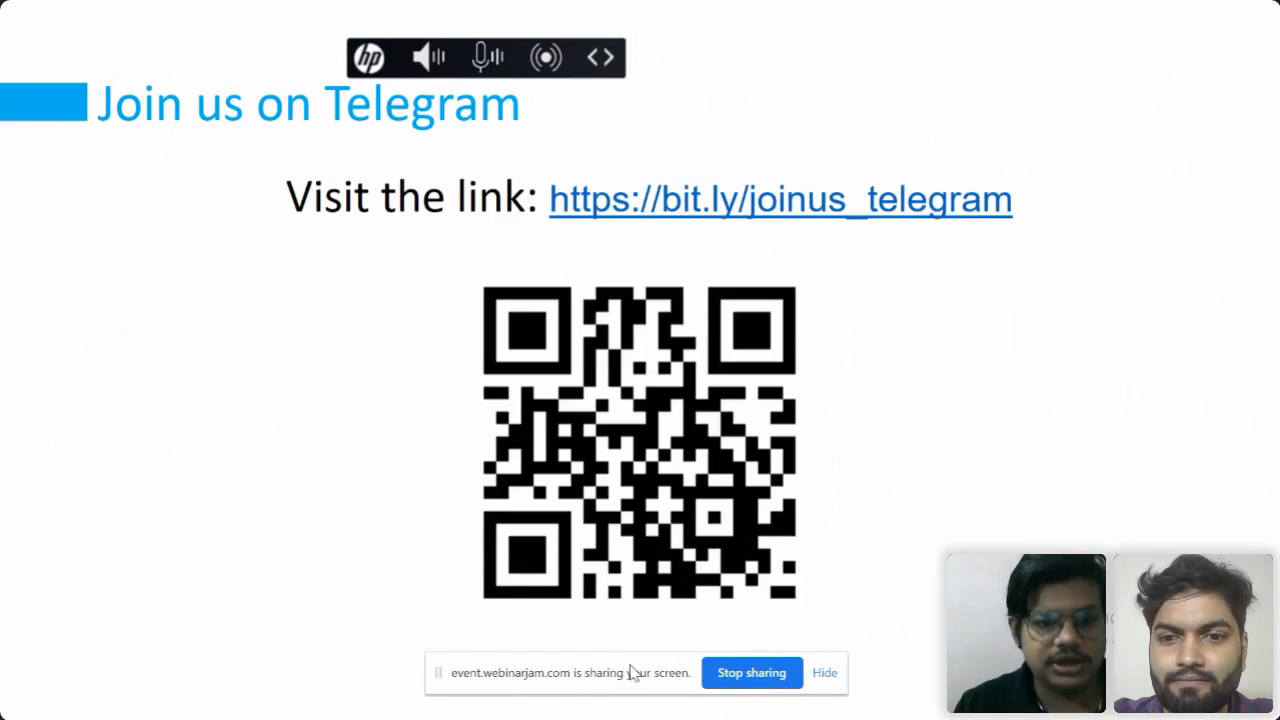 hp
Join us on Telegram
Visit the link: https://bit.ly/joinus_telegram
event.webinarjam.com is sharing your screen.
Stop sharing
Hide